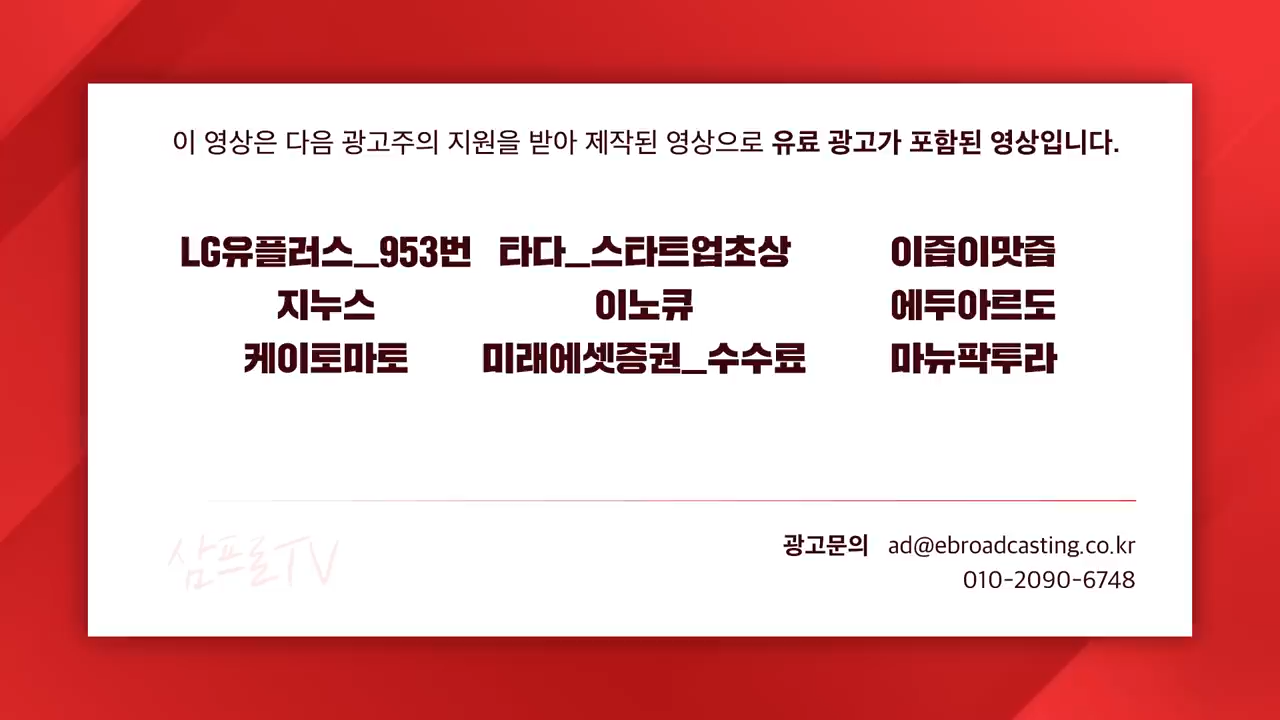 이 영상은 다음 광고주의 지원을 받아 제작된 영상으로 유료 광고가 포함된 영상입니다.
LG유플러스_953번 타다_스타트업초상 이즙이맛즙
지누스 이노큐 에두아르도
케이토마토 미래에셋증권_수수료 마뉴팍투라
삼프로TV
광고문의 ad@ebroadcasting.co.kr
010-2090-6748